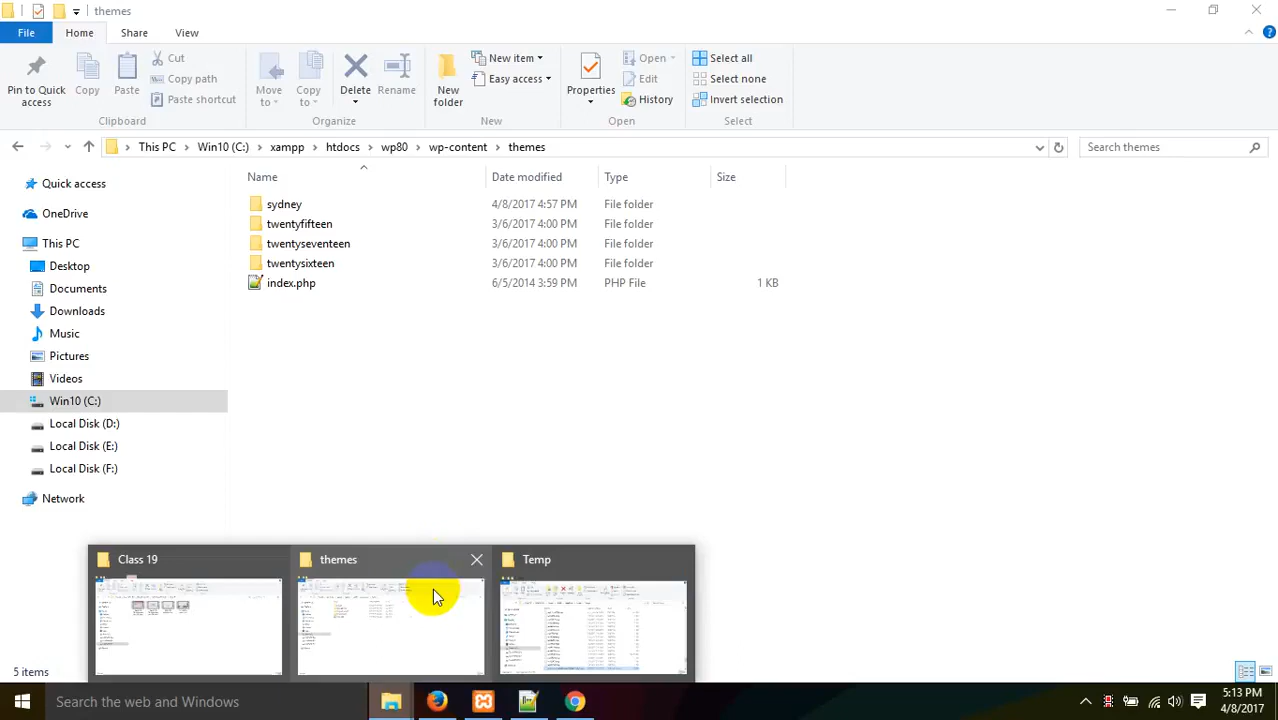 themes
File Home Share View
Pin to Quick access
Copy
Paste
Cut
Copy path
Paste shortcut
Clipboard
Move to
Copy to
Delete
Rename
Organize
New folder
New item
Easy access
New
Properties
Open
Edit
History
Open
Select all
Select none
Invert selection
Select
This PC Win10 (C:) xampp htdocs wp80 wp-content themes
Search themes
Name Date modified Type Size
sydney 4/8/2017 4:57 PM File folder
twentyfifteen 3/6/2017 4:00 PM File folder
twentyseventeen 3/6/2017 4:00 PM File folder
twentysixteen 3/6/2017 4:00 PM File folder
index.php 6/5/2014 3:59 PM PHP File 1 KB
Quick access
OneDrive
This PC
Desktop
Documents
Downloads
Music
Pictures
Videos
Win10 (C:)
Local Disk (D:)
Local Disk (E:)
Local Disk (F:)
Network
Class 19 themes Temp
5 items
Search the web and Windows
5:13 PM
4/8/2017